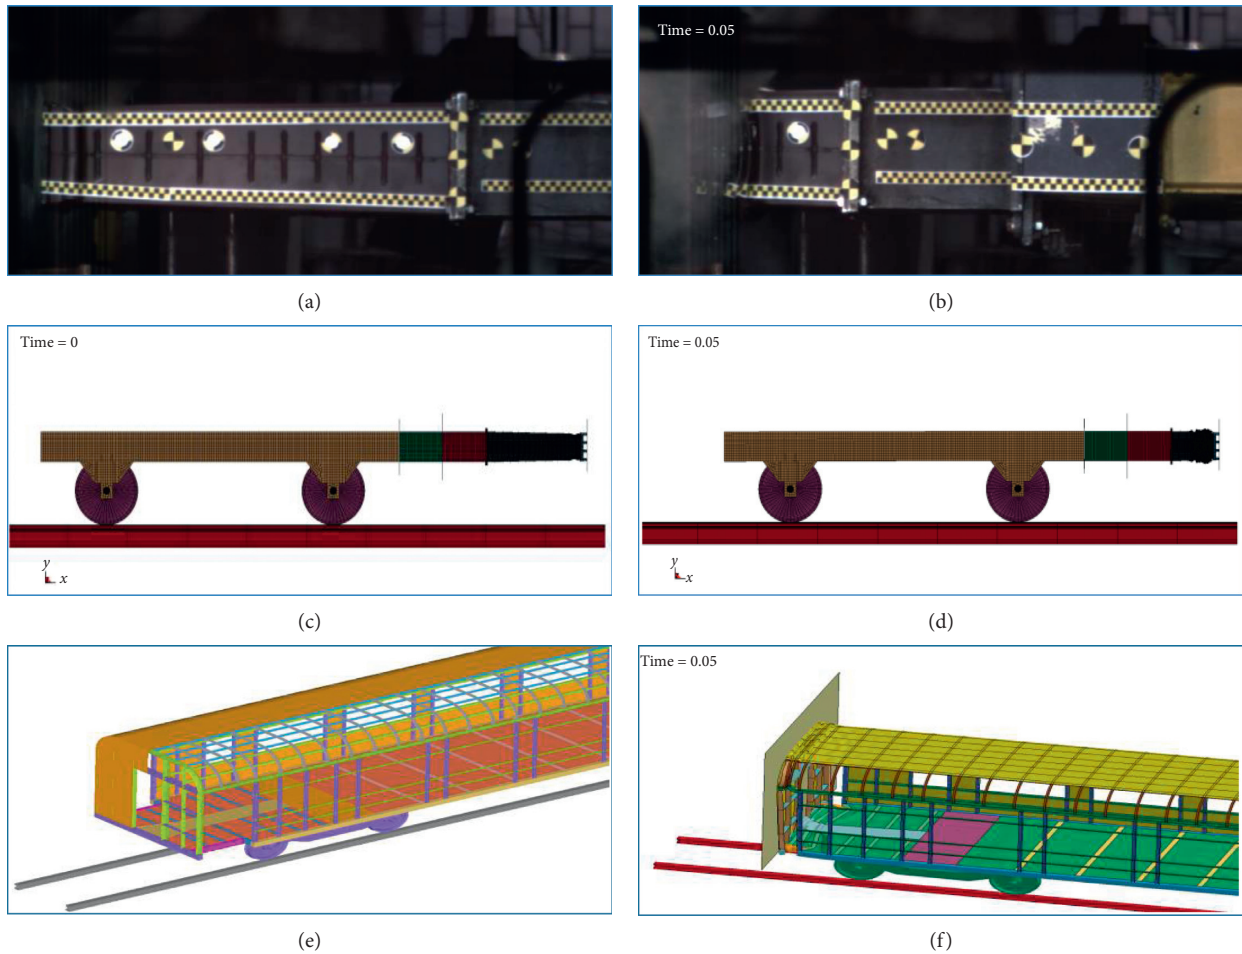 Time = 0.05
(a)
(b)
Time = 0
Time = 0.05
y
x
y
x
(c)
(d)
Time = 0.05
(e)
(f)